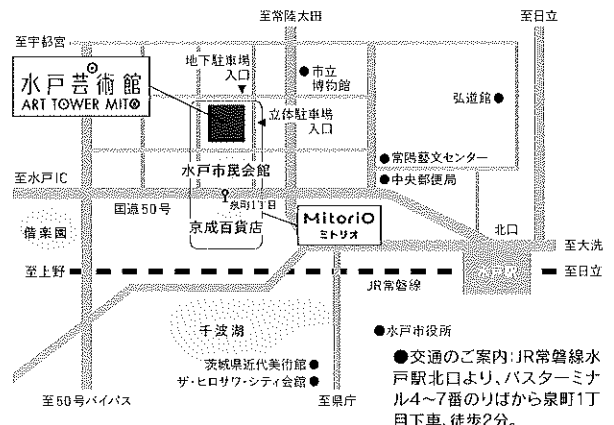 至常陸太田
至日立
至宇都宮
地下駐車場
入口
市立
博物館
水戸芸術館
ART TOWER MITO
弘道館
立体駐車場
入口
常陽藝文センター
水戸市民会館
至水戸IC
中央郵便局
泉町1丁目
国道50号
MitoriO
ミトリオ
北口
偕楽園
京成百貨店
至大洗
至上野
水戸駅
至日立
JR常磐線
千波湖
水戸市役所
●交通のご案内:JR常磐線水
戸駅北口より、バスターミナ
ル4〜7番のりばから泉町1丁
目下車、徒歩2分。
茨城県近代美術館
ザ・ヒロサワ・シティ会館
至50号バイパス
至県庁